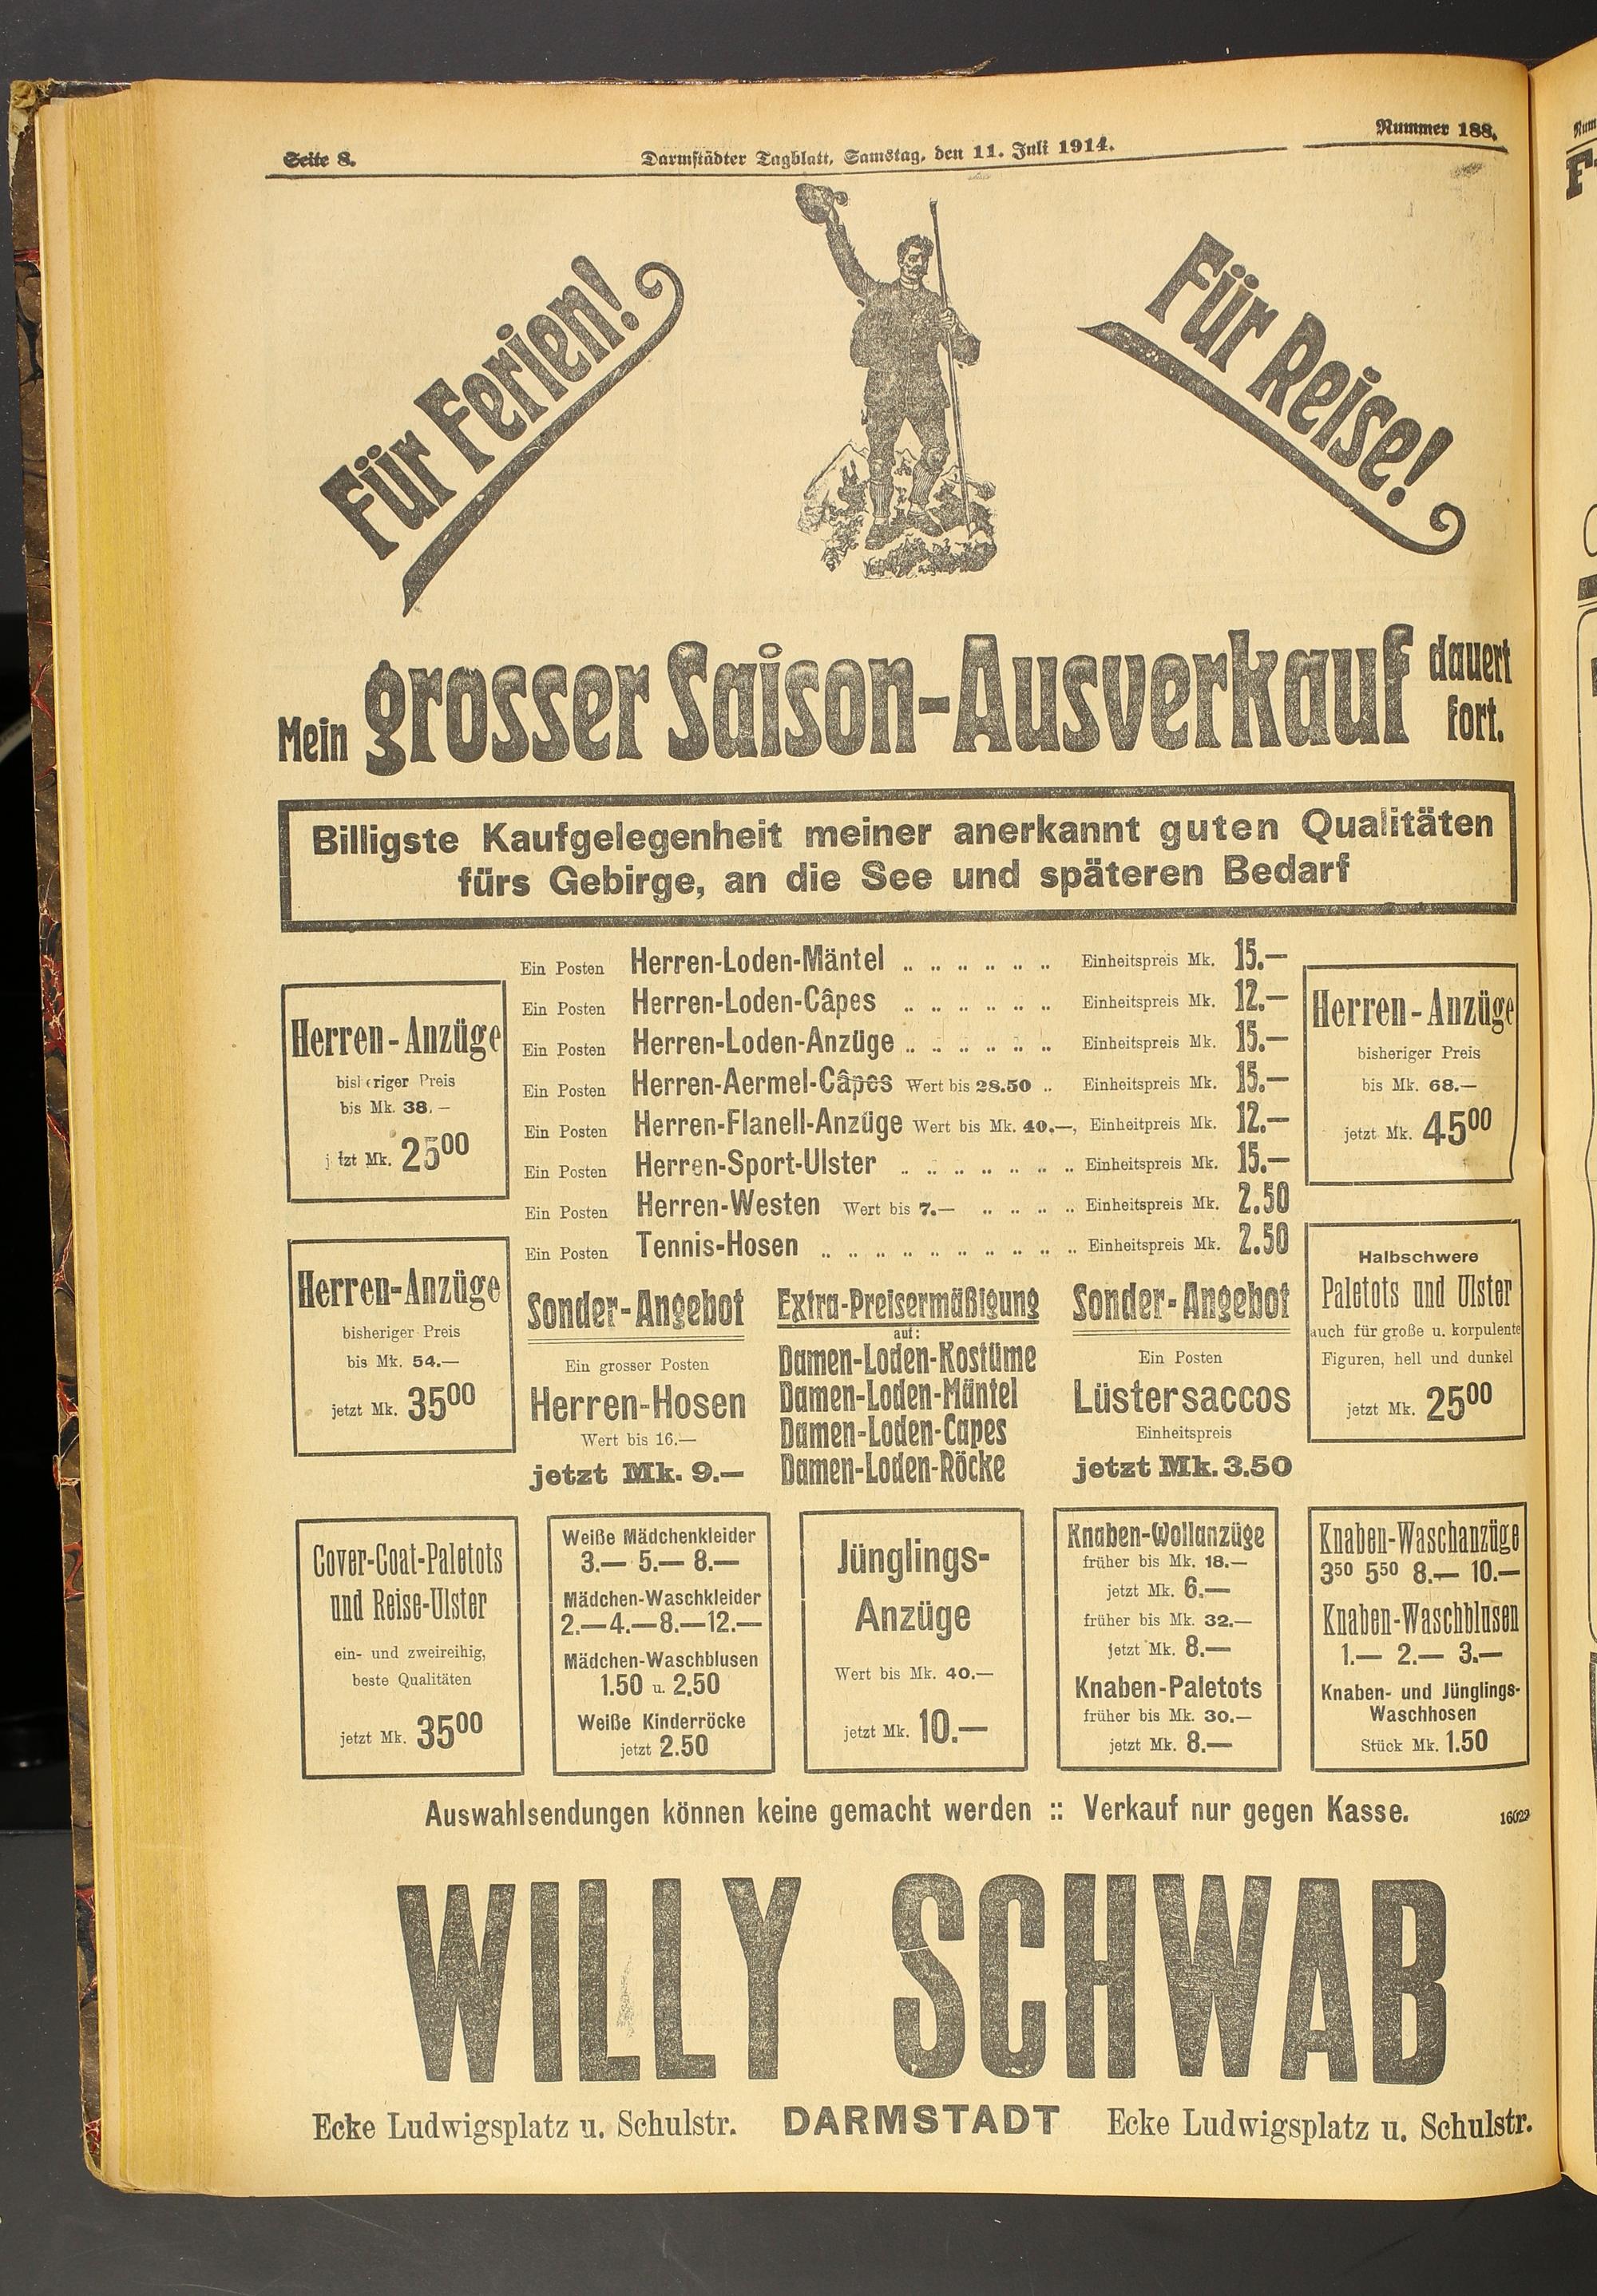 Seite 8.
Darmstädter Tagblatt, Samstag, den 11. Juli 1914.
Nummer 188.
Für Ferien!
Für Reise!
Mein grosser Saison-Ausverkauf dauert fort.
Billigste Kaufgelegenheit meiner anerkannt guten Qualitäten
fürs Gebirge, an die See und späteren Bedarf
Ein Posten Herren-Loden-Mäntel .. .. .. .. .. .. Einheitspreis Mk. 15.—
Ein Posten Herren-Loden-Câpes .. .. .. .. .. .. Einheitspreis Mk. 12.—
Ein Posten Herren-Loden-Anzüge .. .. .. .. .. .. Einheitspreis Mk. 15.—
Ein Posten Herren-Aermel-Câpes Wert bis 28.50 .. Einheitspreis Mk. 15.—
Ein Posten Herren-Flanell-Anzüge Wert bis Mk. 40.—, Einheitpreis Mk. 12.—
Ein Posten Herren-Sport-Ulster .. .. .. .. .. .. .. Einheitspreis Mk. 15.—
Ein Posten Herren-Westen Wert bis 7.— .. .. .. .. Einheitspreis Mk. 2.50
Ein Posten Tennis-Hosen .. .. .. .. .. .. .. .. .. .. Einheitspreis Mk. 2.50
Herren-Anzüge
bisheriger Preis
bis Mk. 38.—
jetzt Mk. 2500
Herren-Anzüge
bisheriger Preis
bis Mk. 54.—
jetzt Mk. 3500
Herren-Anzüge
bisheriger Preis
bis Mk. 68.—
jetzt Mk. 4500
Halbschwere
Paletots und Ulster
auch für große u. korpulente
Figuren, hell und dunkel
jetzt Mk. 2500
Sonder-Angebot
Ein grosser Posten
Herren-Hosen
Wert bis 16.—
jetzt Mk. 9.—
Extra-Preisermäßigung
auf:
Damen-Loden-Kostüme
Damen-Loden-Mäntel
Damen-Loden-Capes
Damen-Loden-Röcke
Sonder-Angebot
Ein Posten
Lüstersaccos
Einheitspreis
jetzt Mk. 3.50
Cover-Coat-Paletots
und Reise-Ulster
ein- und zweireihig,
beste Qualitäten
jetzt Mk. 3500
Weiße Mädchenkleider
3.— 5.— 8.—
Mädchen-Waschkleider
2.—4.—8.—12.—
Mädchen-Waschblusen
1.50 u. 2.50
Weiße Kinderröcke
jetzt 2.50
Jünglings-
Anzüge
Wert bis Mk. 40.—
jetzt Mk. 10.—
Knaben-Wollanzüge
früher bis Mk. 18.—
jetzt Mk. 6.—
früher bis Mk. 32.—
jetzt Mk. 8.—
Knaben-Paletots
früher bis Mk. 30.—
jetzt Mk. 8.—
Knaben-Waschanzüge
350 550 8.— 10.—
Knaben-Waschblusen
1.— 2.— 3.—
Knaben- und Jünglings-
Waschhosen
Stück Mk. 1.50
Auswahlsendungen können keine gemacht werden :: Verkauf nur gegen Kasse.
16022
WILLY SCHWAB
Ecke Ludwigsplatz u. Schulstr. DARMSTADT Ecke Ludwigsplatz u. Schulstr.